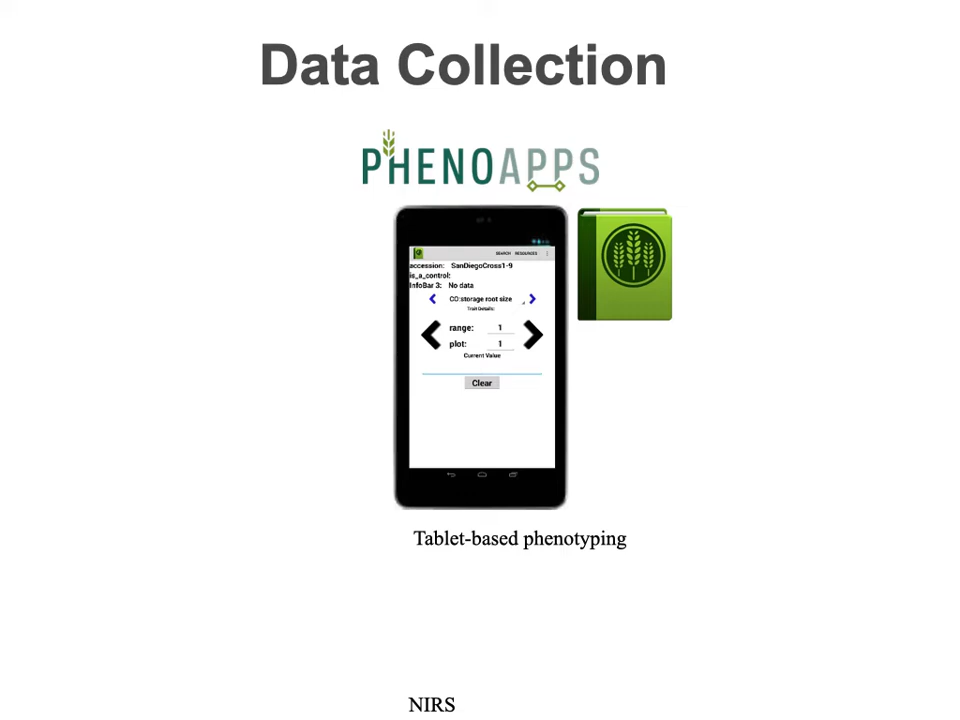 Data Collection
PHENOAPPS
SEARCH RESOURCES
accession: SanDiegoCross1-9
is_a_control:
InfoBar 3: No data
CO:storage root size
Trait Details:
range: 1
plot: 1
Current Value
Clear
Tablet-based phenotyping
NIRS